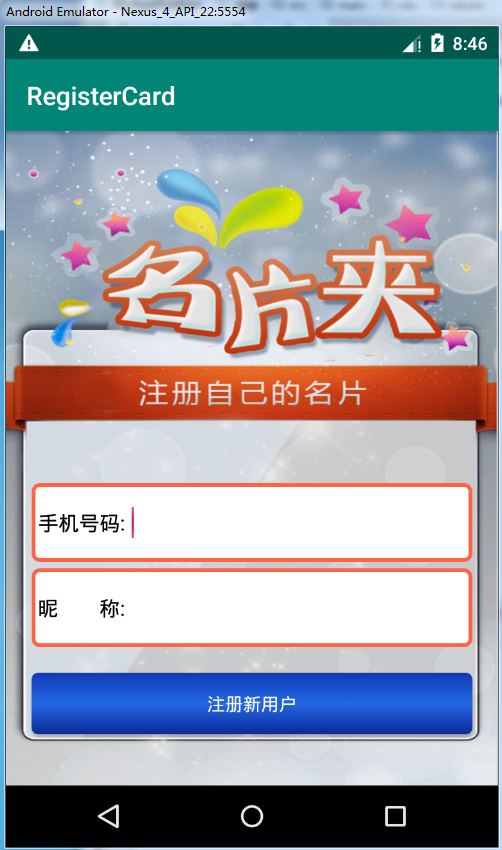 Android Emulator - Nexus_4_API_22:5554
8:46
RegisterCard
名片夹
注册自己的名片
手机号码:
昵　　称:
注册新用户